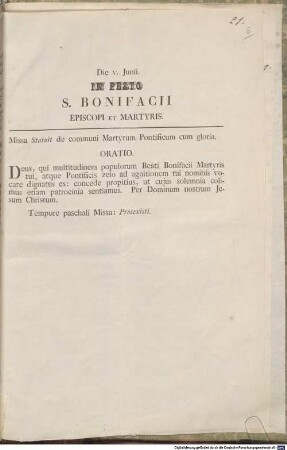 21.
Die v. Junii.
IN FESTO
S. BONIFACII
EPISCOPI ET MARTYRIS.
Missa Statuit de communi Martyrum Pontificum cum gloria.
ORATIO.
Deus, qui multitudinem populorum Beati Bonifacii Martyris
tui, atque Pontificis zelo ad agnitionem tui nominis vo-
care dignatus es: concede propitius, ut cujus solemnia coli-
mus etiam patrocinia sentiamus. Per Dominum nostrum Je-
sum Christum.
Tempore paschali Missa: Protexisti.